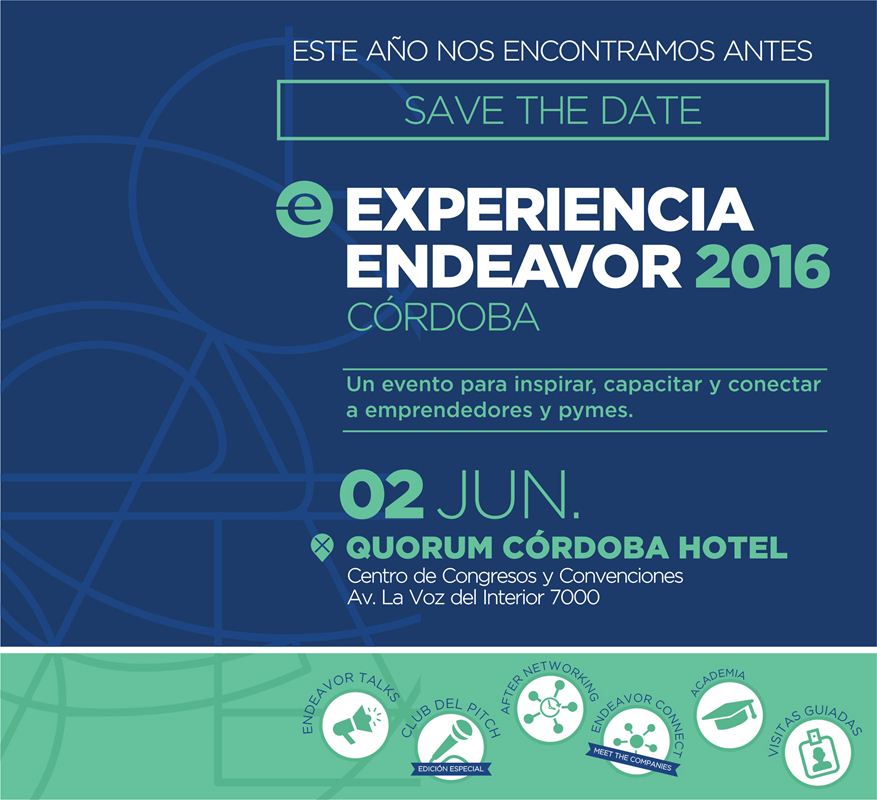 ESTE AÑO NOS ENCONTRAMOS ANTES
SAVE THE DATE
e EXPERIENCIA
ENDEAVOR 2016
CÓRDOBA
Un evento para inspirar, capacitar y conectar
a emprendedores y pymes.
02 JUN.
QUORUM CÓRDOBA HOTEL
Centro de Congresos y Convenciones
Av. La Voz del Interior 7000
ENDEAVOR TALKS
CLUB DEL PITCH
EDICIÓN ESPECIAL
AFTER NETWORKING
ENDEAVOR CONNECT
MEET THE COMPANIES
ACADEMIA
VISITAS GUIADAS